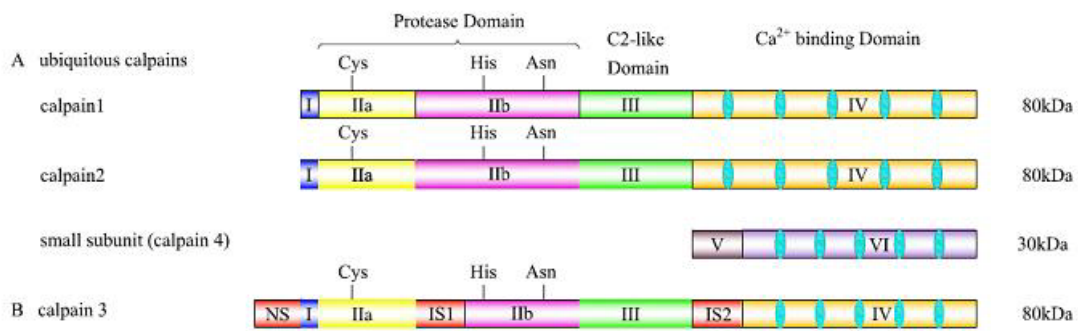 Protease Domain
C2-like
Domain
Ca²⁺ binding Domain
A ubiquitous calpains
Cys His Asn
calpain1 I IIa IIb III IV 80kDa
Cys His Asn
calpain2 I IIa IIb III IV 80kDa
small subunit (calpain 4) V VI 30kDa
Cys His Asn
B calpain 3 NS I IIa IS1 IIb III IS2 IV 80kDa